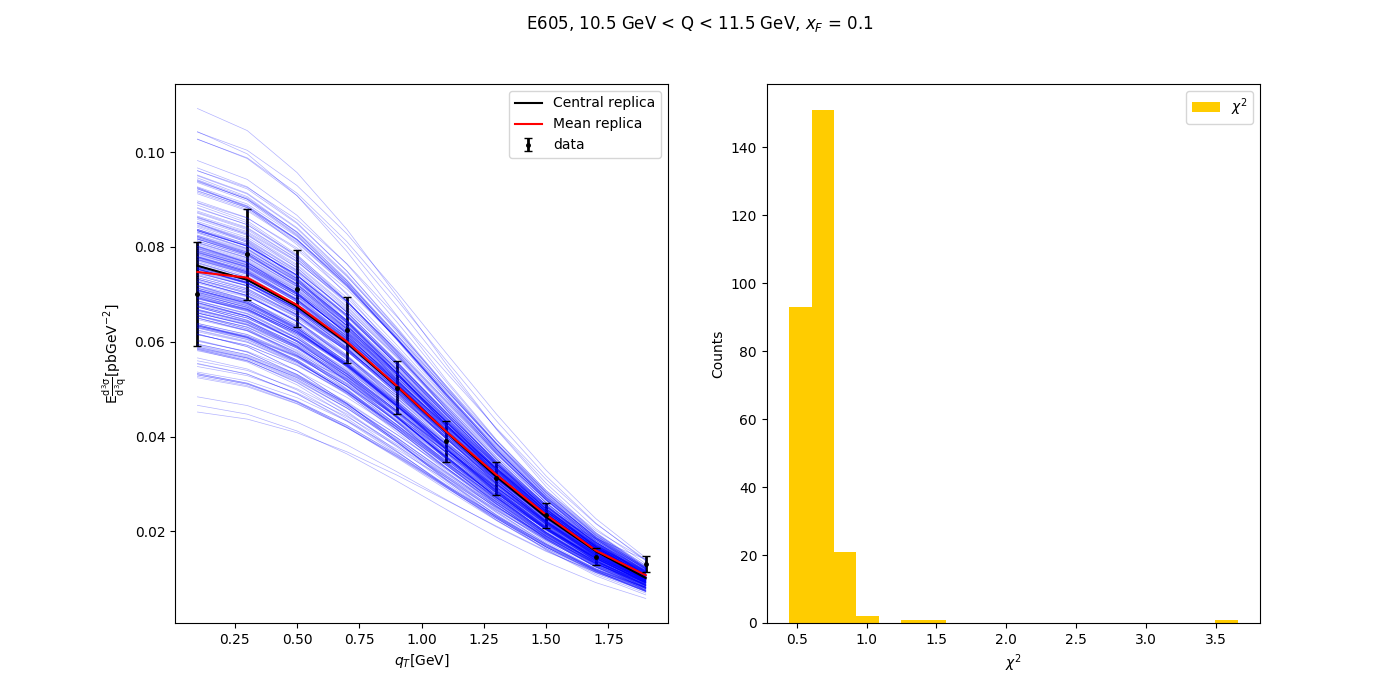 E605, 10.5 GeV < Q < 11.5 GeV, x_F = 0.1
Central replica
Mean replica
data
0.10
0.08
0.06
0.04
0.02
E d³σ/d³q [pbGeV⁻²]
0.25 0.50 0.75 1.00 1.25 1.50 1.75
q_T[GeV]
χ²
140
120
100
80
60
40
20
0
Counts
0.5 1.0 1.5 2.0 2.5 3.0 3.5
χ²